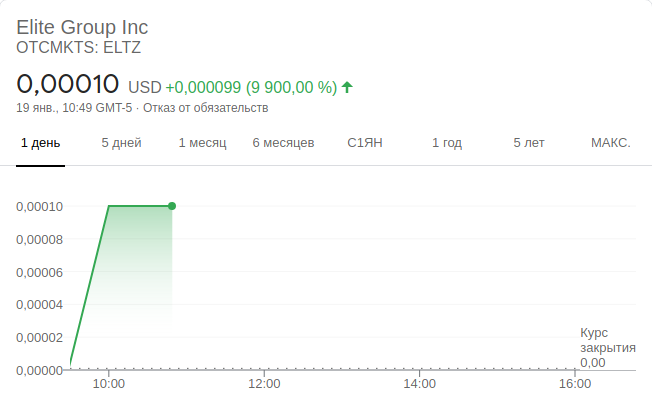 Elite Group Inc
OTCMKTS: ELTZ
0,00010 USD +0,000099 (9 900,00 %)
19 янв., 10:49 GMT-5 · Отказ от обязательств
1 день 5 дней 1 месяц 6 месяцев С1ЯН 1 год 5 лет МАКС.
0,00010
0,00008
0,00006
0,00004
0,00002
0,00000
Курс
закрытия
0,00
10:00 12:00 14:00 16:00